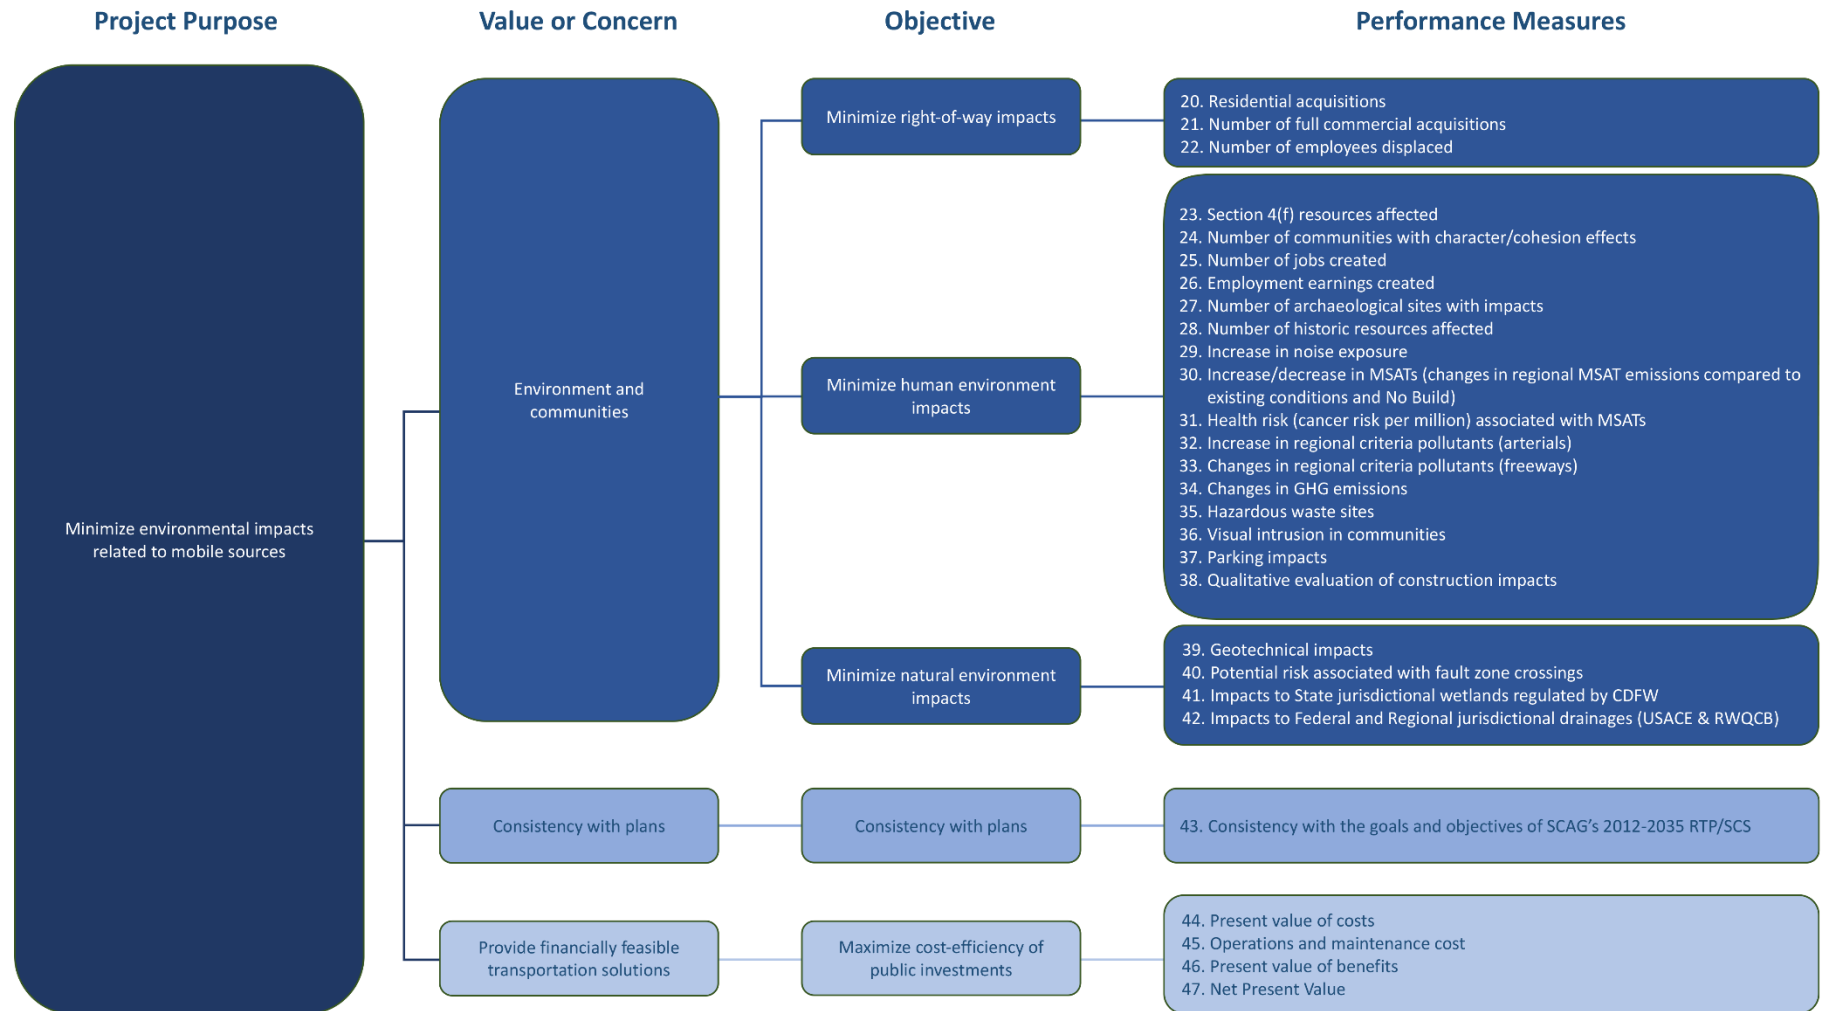 Project Purpose
Value or Concern
Objective
Performance Measures
Minimize environmental impacts
related to mobile sources
Environment and
communities
Minimize right-of-way impacts
20. Residential acquisitions
21. Number of full commercial acquisitions
22. Number of employees displaced
Minimize human environment
impacts
23. Section 4(f) resources affected
24. Number of communities with character/cohesion effects
25. Number of jobs created
26. Employment earnings created
27. Number of archaeological sites with impacts
28. Number of historic resources affected
29. Increase in noise exposure
30. Increase/decrease in MSATs (changes in regional MSAT emissions compared to
existing conditions and No Build)
31. Health risk (cancer risk per million) associated with MSATs
32. Increase in regional criteria pollutants (arterials)
33. Changes in regional criteria pollutants (freeways)
34. Changes in GHG emissions
35. Hazardous waste sites
36. Visual intrusion in communities
37. Parking impacts
38. Qualitative evaluation of construction impacts
Minimize natural environment
impacts
39. Geotechnical impacts
40. Potential risk associated with fault zone crossings
41. Impacts to State jurisdictional wetlands regulated by CDFW
42. Impacts to Federal and Regional jurisdictional drainages (USACE & RWQCB)
Consistency with plans
Consistency with plans
43. Consistency with the goals and objectives of SCAG's 2012-2035 RTP/SCS
Provide financially feasible
transportation solutions
Maximize cost-efficiency of
public investments
44. Present value of costs
45. Operations and maintenance cost
46. Present value of benefits
47. Net Present Value